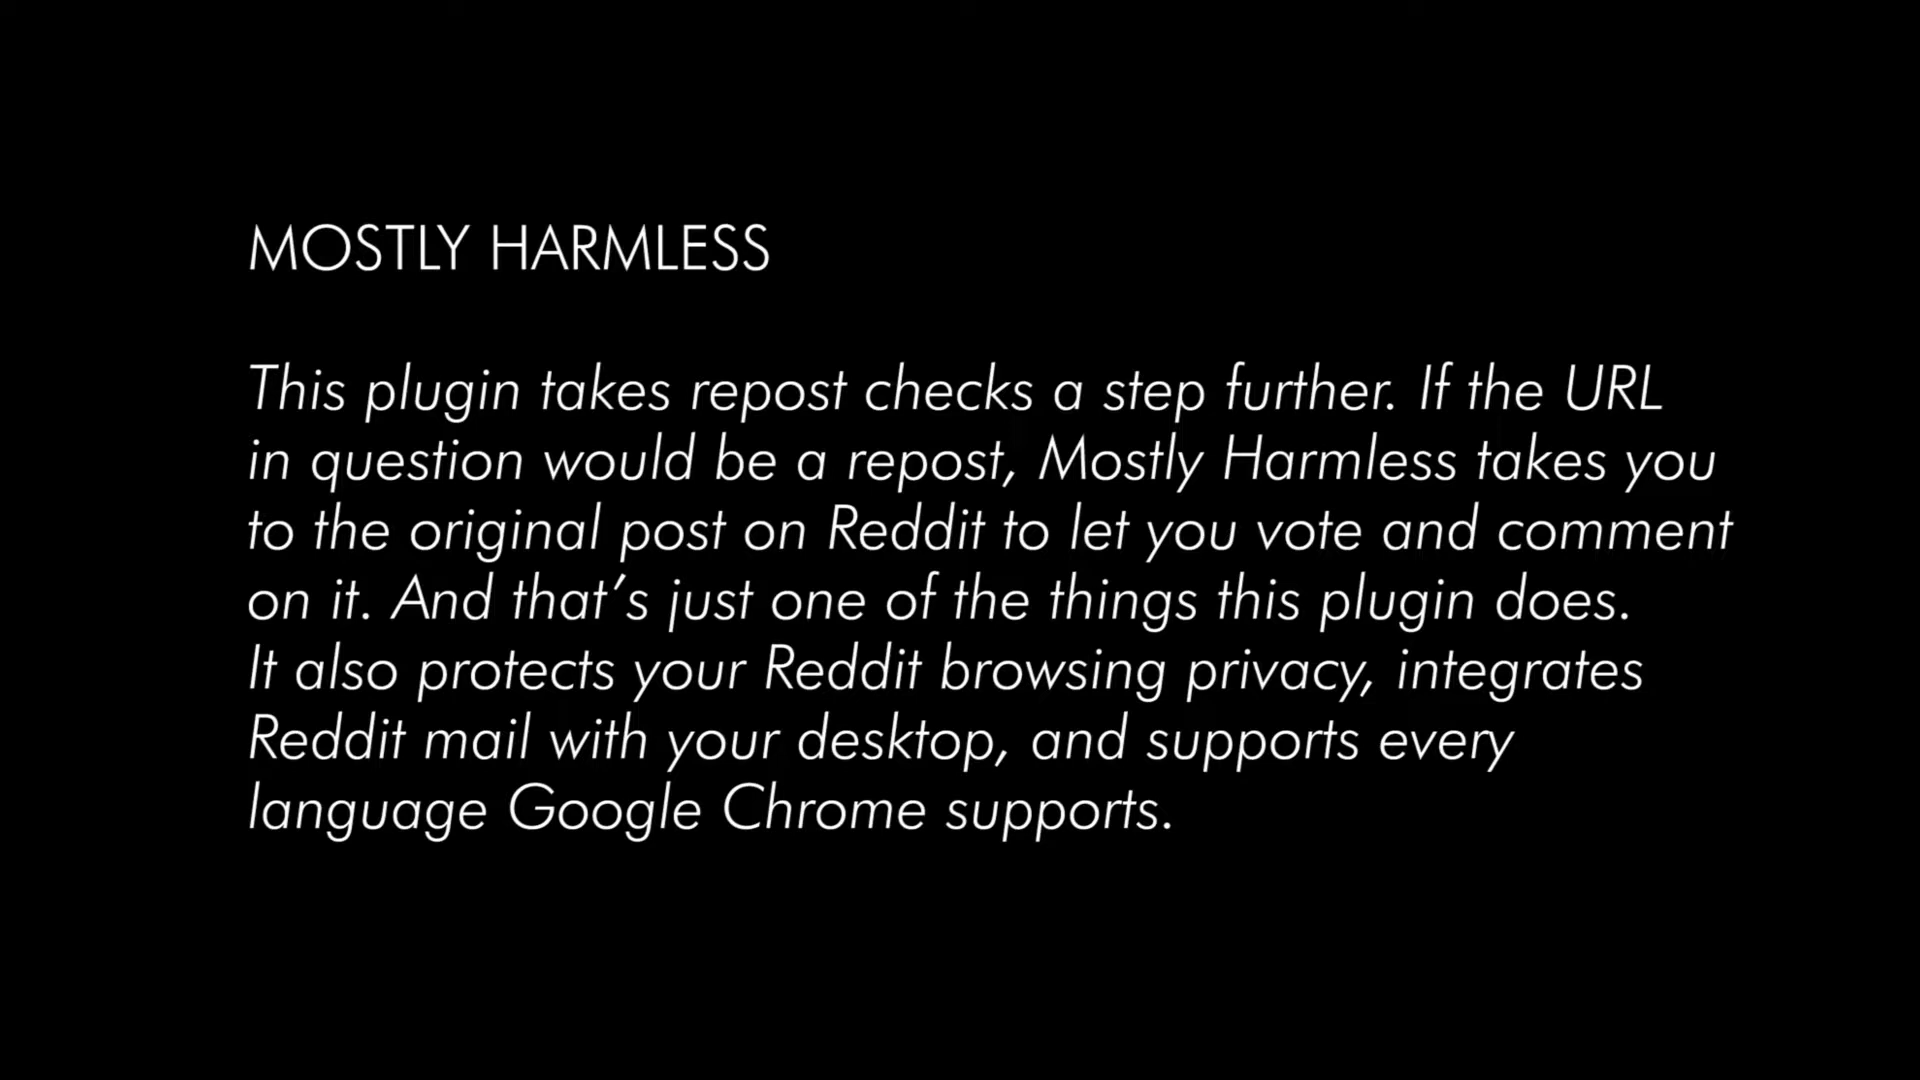 MOSTLY HARMLESS
This plugin takes repost checks a step further. If the URL
in question would be a repost, Mostly Harmless takes you
to the original post on Reddit to let you vote and comment
on it. And that’s just one of the things this plugin does.
It also protects your Reddit browsing privacy, integrates
Reddit mail with your desktop, and supports every
language Google Chrome supports.